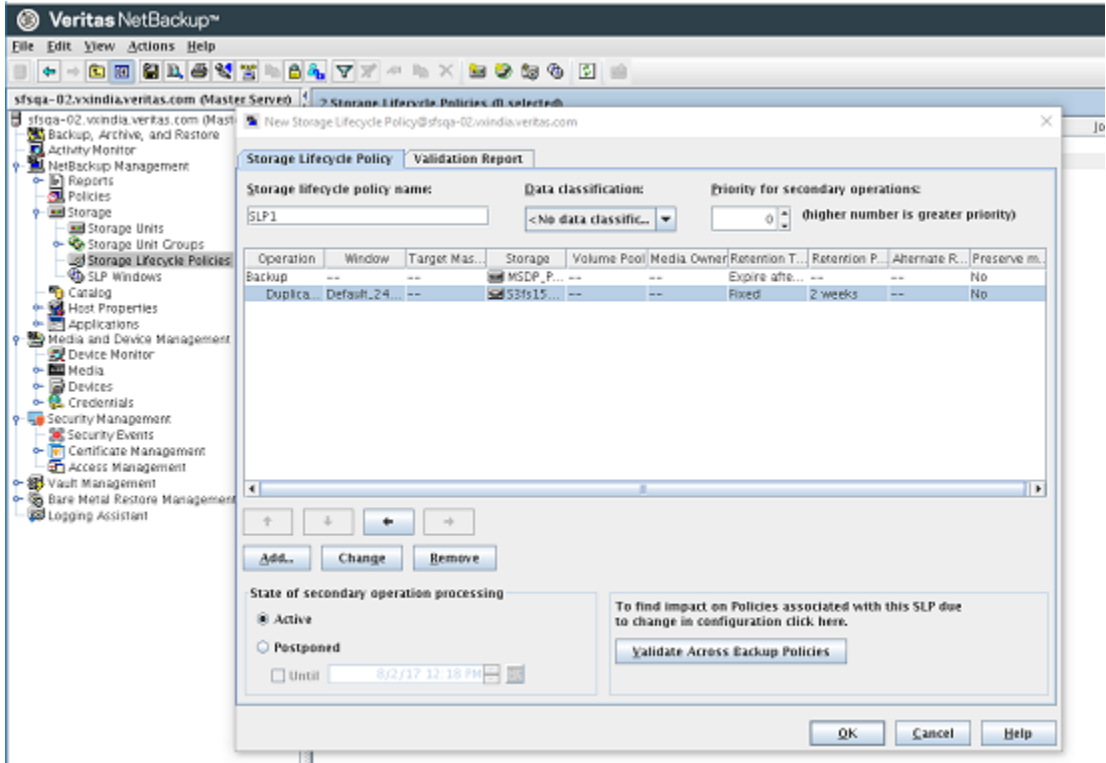 Veritas NetBackup™
File Edit View Actions Help
sfsqa-02.vxindia.veritas.com (Master Server)
2 Storage Lifecycle Policies (0 selected)
sfsqa-02.vxindia.veritas.com (Mast
Backup, Archive, and Restore
Activity Monitor
NetBackup Management
Reports
Policies
Storage
Storage Units
Storage Unit Groups
Storage Lifecycle Policies
SLP Windows
Catalog
Host Properties
Applications
Media and Device Management
Device Monitor
Media
Devices
Credentials
Security Management
Security Events
Certificate Management
Access Management
Vault Management
Bare Metal Restore Management
Logging Assistant
Jo
New Storage Lifecycle Policy@sfsqa-02.vxindia.veritas.com
Storage Lifecycle Policy Validation Report
Storage lifecycle policy name: Data classification: Priority for secondary operations:
SLP1 <No data classific... 0 (higher number is greater priority)
Operation Window Target Mas... Storage Volume Pool Media Owner Retention T... Retention P... Alternate R... Preserve m...
Backup -- -- MSDP_P... -- -- Expire afte... -- -- No
Duplica... Default_24... -- S3fs15... -- -- Fixed 2 weeks -- No
Add... Change Remove
State of secondary operation processing
Active
Postponed
Until 8/2/17 12:18 PM
To find impact on Policies associated with this SLP due
to change in configuration click here.
Validate Across Backup Policies
OK Cancel Help